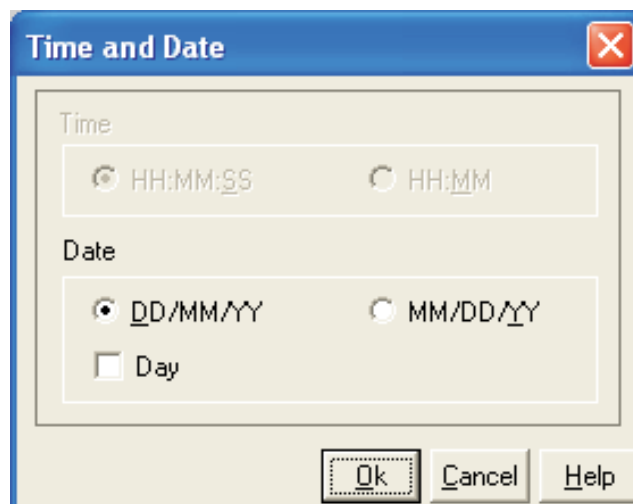 Time and Date
Time
HH:MM:SS HH:MM
Date
DD/MM/YY MM/DD/YY
Day
Ok Cancel Help